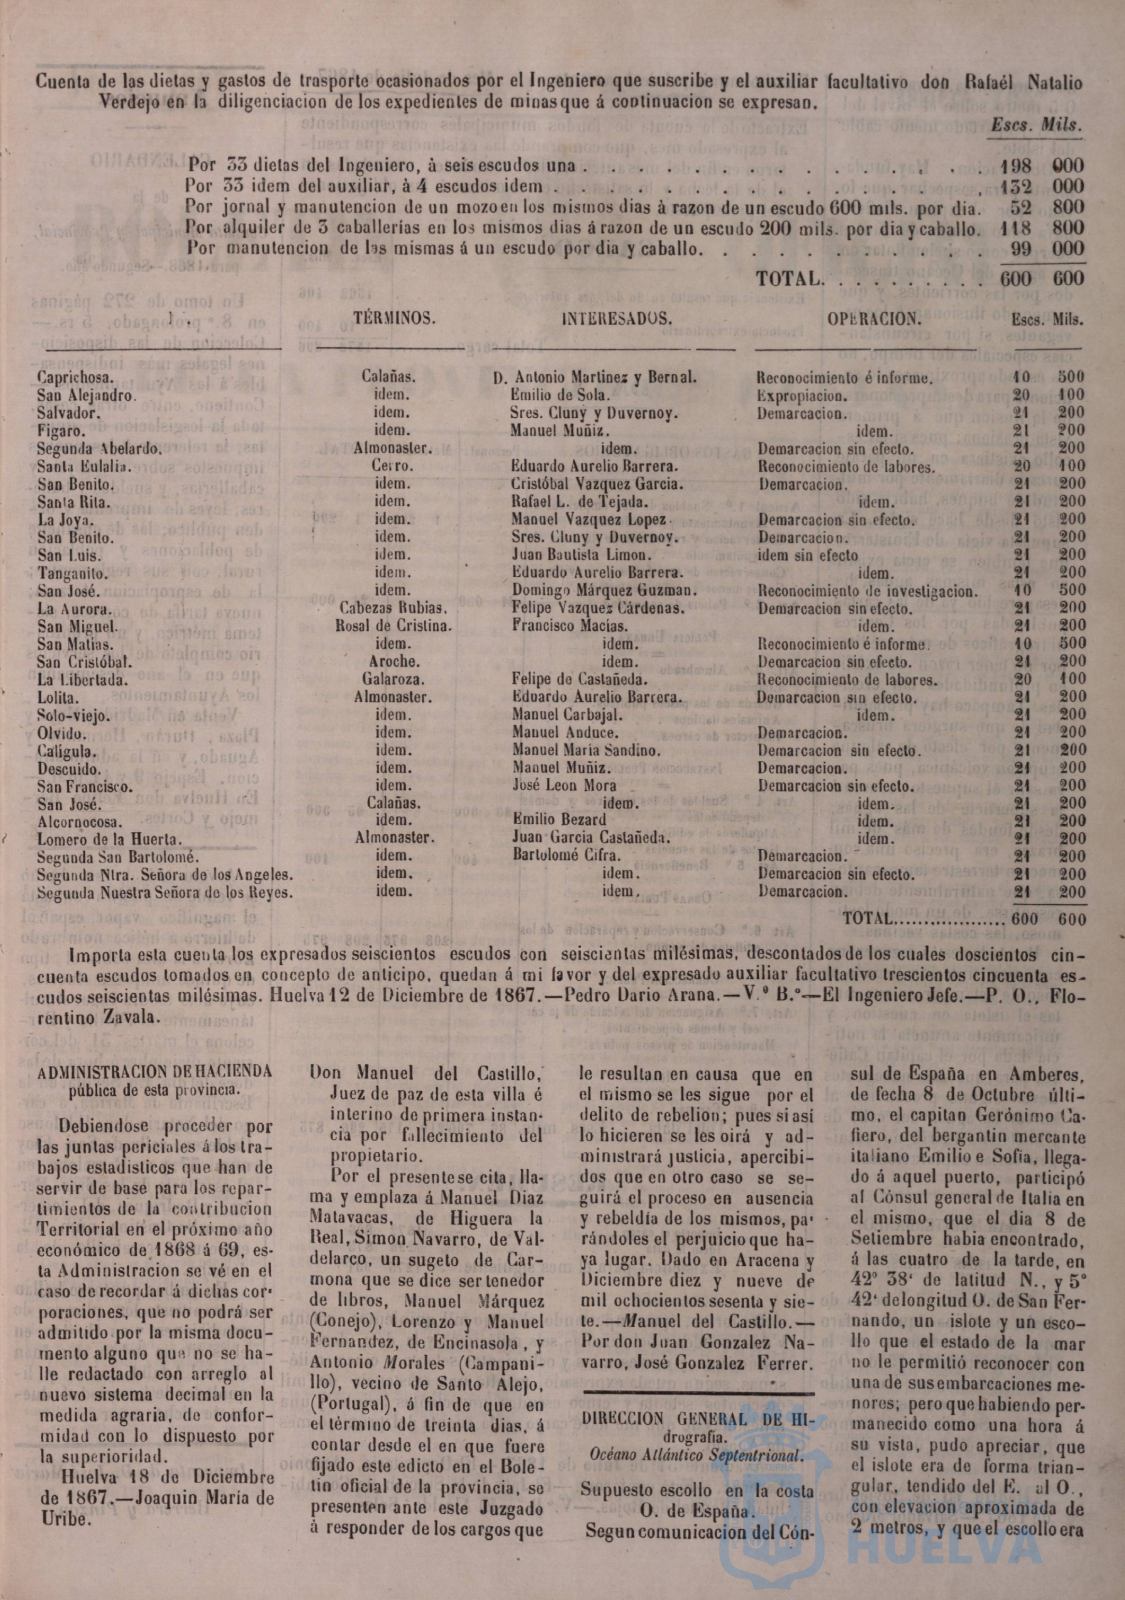 Cuenta de las dietas y gastos de trasporte ocasionados por el Ingeniero que suscribe y el auxiliar facultativo don Rafaél Natalio
Verdejo en la diligenciacion de los expedientes de minas que á continuacion se expresan.
Escs. Mils.
Por 33 dietas del Ingeniero, à seis escudos una . . . . . . . . . . . . . . 198 000
Por 33 idem del auxiliar, à 4 escudos idem . . . . . . . . . . . . . . 132 000
Por jornal y manutencion de un mozo en los mismos dias à razon de un escudo 600 mils. por dia. 52 800
Por alquiler de 3 caballerías en los mismos dias á razon de un escudo 200 mils. por dia y caballo. 118 800
Por manutencion de las mismas á un escudo por dia y caballo. . . . . . . . . . . 99 000
TOTAL. . . . . . . . . . 600 600
TÉRMINOS. INTERESADOS. OPERACION. Escs. Mils.
Caprichosa. Calañas. D. Antonio Martinez y Bernal. Reconocimiento é informe. 10 500
San Alejandro. idem. Emilio de Sola. Expropiacion. 20 100
Salvador. idem. Sres. Cluny y Duvernoy. Demarcacion. 21 200
Figaro. idem. Manuel Muñiz. idem. 21 200
Segunda Abelardo. Almonaster. idem. Demarcacion sin efecto. 21 200
Santa Eulalia. Cerro. Eduardo Aurelio Barrera. Reconocimiento de labores. 20 100
San Benito. idem. Cristóbal Vazquez Garcia. Demarcacion. 21 200
Santa Rita. idem. Rafael L. de Tejada. idem. 21 200
La Joya. idem. Manuel Vazquez Lopez. Demarcacion sin efecto. 21 200
San Benito. idem. Sres. Cluny y Duvernoy. Demarcacion. 21 200
San Luis. idem. Juan Bautista Limon. idem sin efecto 21 200
Tanganito. idem. Eduardo Aurelio Barrera. idem. 21 200
San José. idem. Domingo Márquez Guzman. Reconocimiento de investigacion. 10 500
La Aurora. Cabezas Rubias. Felipe Vazquez Cárdenas. Demarcacion sin efecto. 21 200
San Miguel. Rosal de Cristina. Francisco Macías. idem. 21 200
San Matias. idem. idem. Reconocimiento é informe. 10 500
San Cristóbal. Aroche. idem. Demarcacion sin efecto. 21 200
La Libertada. Galaroza. Felipe de Castañeda. Reconocimiento de labores. 20 100
Lolita. Almonaster. Eduardo Aurelio Barrera. Demarcacion sin efecto. 21 200
Solo-viejo. idem. Manuel Carbajal. idem. 21 200
Olvido. idem. Manuel Anduce. Demarcacion. 21 200
Calígula. idem. Manuel María Sandino. Demarcacion sin efecto. 21 200
Descuido. idem. Manuel Muñiz. Demarcacion. 21 200
San Francisco. idem. José Leon Mora Demarcacion sin efecto. 21 200
San José. Calañas. idem. idem. 21 200
Alcornocosa. idem. Emilio Bezard idem. 21 200
Lomero de la Huerta. Almonaster. Juan Garcia Castañeda. idem. 21 200
Segunda San Bartolomé. idem. Bartolomé Cifra. Demarcacion. 21 200
Segunda Ntra. Señora de los Angeles. idem. idem. Demarcacion sin efecto. 21 200
Segunda Nuestra Señora de los Reyes. idem. idem. Demarcacion. 21 200
TOTAL.................... 600 600
Importa esta cuenta los expresados seiscientos escudos con seiscientas milésimas, descontados de los cuales doscientos cin-
cuenta escudos tomados en concepto de anticipo, quedan á mi favor y del expresado auxiliar facultativo trescientos cincuenta es-
cudos seiscientas milésimas. Huelva 12 de Diciembre de 1867.—Pedro Dario Arana.—V.º B.º—El Ingeniero Jefe.—P. O., Flo-
rentino Zavala.
ADMINISTRACION DE HACIENDA
pública de esta provincia.
Debiendose proceder por
las juntas periciales á los tra-
bajos estadisticos que han de
servir de base para los repar-
timientos de la contribucion
Territorial en el próximo año
económico de 1868 á 69, es-
ta Administracion se vé en el
caso de recordar á dichas cor-
poraciones, que no podrá ser
admitido por la misma docu-
mento alguno que no se ha-
lle redactado con arreglo al
nuevo sistema decimal en la
medida agraria, de confor-
midad con lo dispuesto por
la superioridad.
Huelva 18 de Diciembre
de 1867.—Joaquin María de
Uribe.
Don Manuel del Castillo,
Juez de paz de esta villa é
interino de primera instan-
cia por fallecimiento del
propietario.
Por el presente se cita, lla-
ma y emplaza á Manuel Diaz
Matavacas, de Higuera la
Real, Simon Navarro, de Val-
delarco, un sugeto de Car-
mona que se dice ser tenedor
de libros, Manuel Márquez
(Conejo), Lorenzo y Manuel
Fernandez, de Encinasola, y
Antonio Morales (Campani-
llo), vecino de Santo Alejo,
(Portugal), á fin de que en
el término de treinta dias, á
contar desde el en que fuere
fijado este edicto en el Bole-
tin oficial de la provincia, se
presenten ante este Juzgado
à responder de los cargos que
le resultan en causa que en
el mismo se les sigue por el
delito de rebelion; pues si asi
lo hicieren se les oirá y ad-
ministrará justicia, apercibi-
dos que en otro caso se se-
guirá el proceso en ausencia
y rebeldía de los mismos, pa-
rándoles el perjuicio que ha-
ya lugar. Dado en Aracena y
Diciembre diez y nueve de
mil ochocientos sesenta y sie-
te.—Manuel del Castillo.—
Por don Juan Gonzalez Na-
varro, José Gonzalez Ferrer.
DIRECCION GENERAL DE HI-
drografia.
Océano Atlántico Septentrional.
Supuesto escollo en la costa
O. de España.
Segun comunicacion del Cón-
sul de España en Amberes,
de fecha 8 de Octubre últi-
mo, el capitan Gerónimo Ca-
fiero, del bergantin mercante
italiano Emilio e Sofia, llega-
do á aquel puerto, participó
al Cónsul general de Italia en
el mismo, que el dia 8 de
Setiembre habia encontrado,
á las cuatro de la tarde, en
42º 38' de latitud N., y 5º
42' de longitud O. de San Fer-
nando, un islote y un esco-
llo que el estado de la mar
no le permitió reconocer con
una de sus embarcaciones me-
nores; pero que habiendo per-
manecido como una hora á
su vista, pudo apreciar, que
el islote era de forma trian-
gular, tendido del E. al O.,
con elevacion aproximada de
2 metros, y que el escollo era
HUELVA